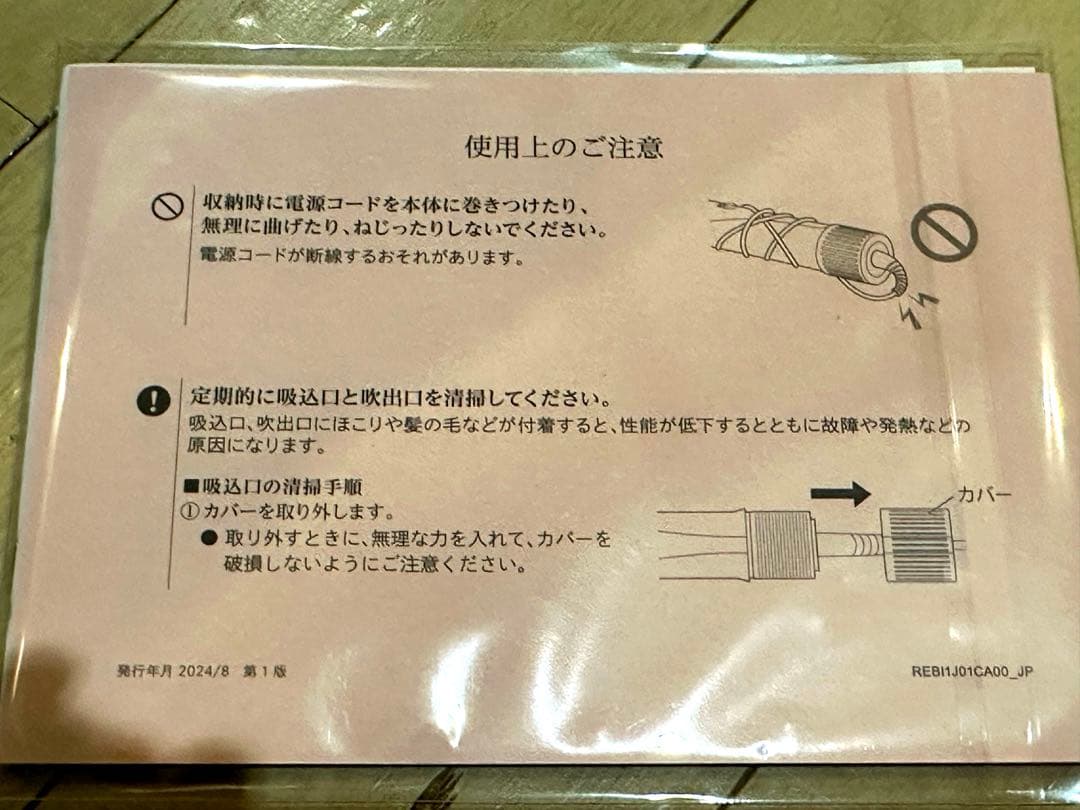 使用上のご注意
収納時に電源コードを本体に巻きつけたり、
無理に曲げたり、ねじったりしないでください。
電源コードが断線するおそれがあります。
定期的に吸込口と吹出口を清掃してください。
吸込口、吹出口にほこりや髪の毛などが付着すると、性能が低下するとともに故障や発熱などの
原因になります。
■吸込口の清掃手順
①カバーを取り外します。
● 取り外すときに、無理な力を入れて、カバーを
破損しないようにご注意ください。
カバー
発行年月 2024/8 第1版
REBI1J01CA00_JP